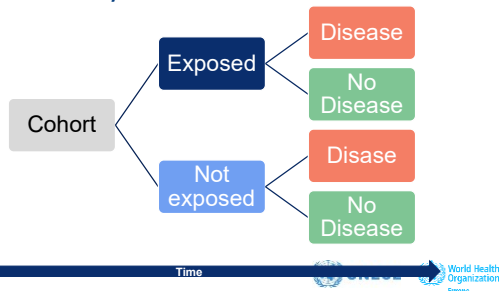 Disease
Exposed
No
Disease
Cohort
Disase
Not
exposed
No
Disease
Time
World Health
Organization